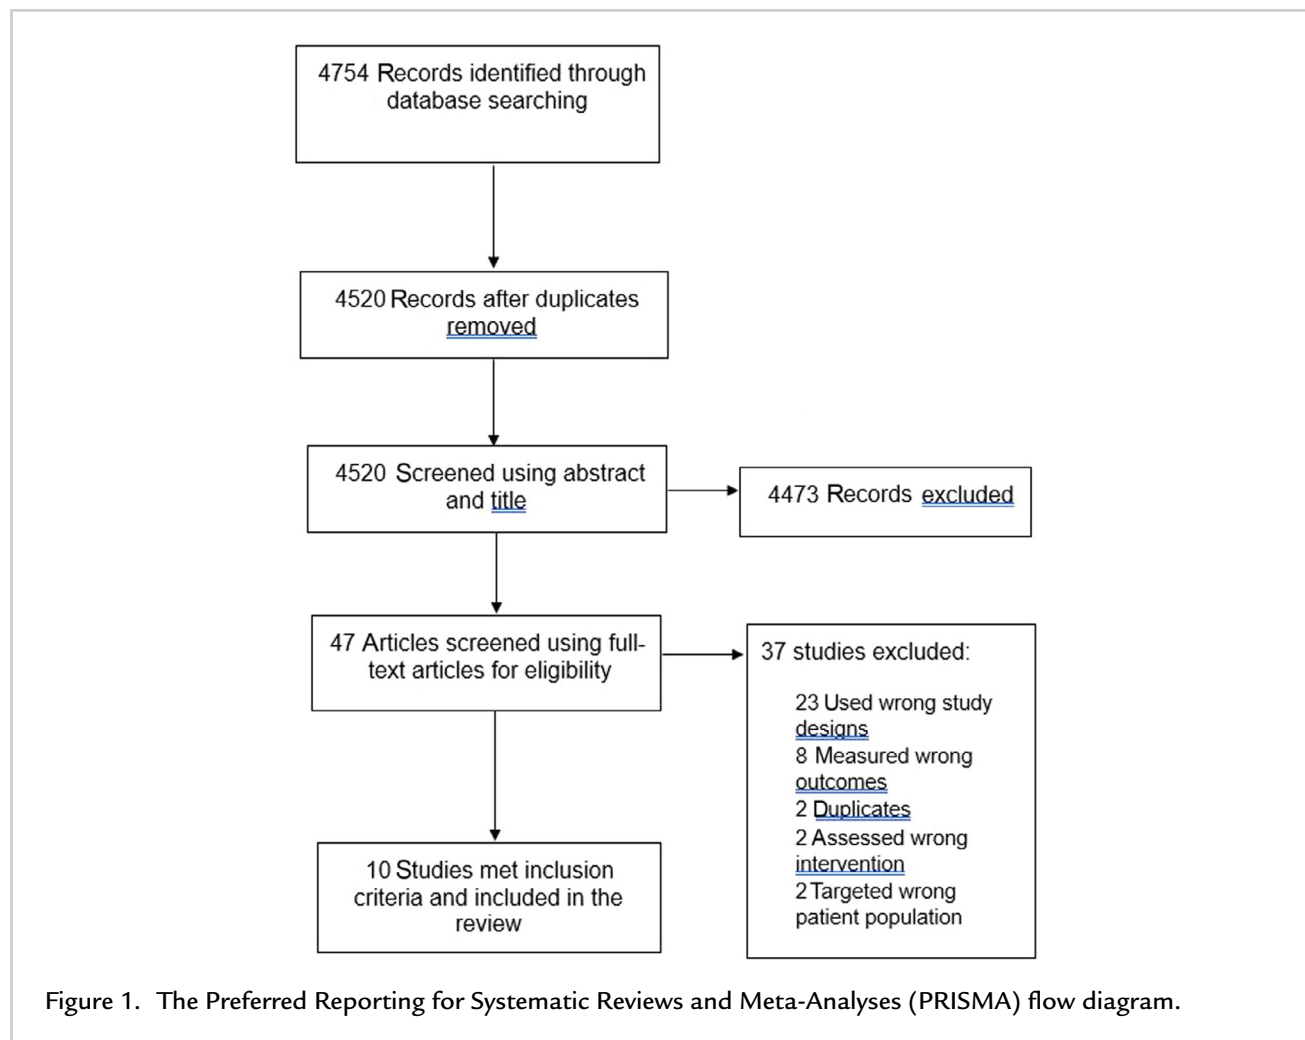 4754 Records identified through
database searching
4520 Records after duplicates
removed
4520 Screened using abstract
and title
4473 Records excluded
47 Articles screened using full-
text articles for eligibility
37 studies excluded:
23 Used wrong study
designs
8 Measured wrong
outcomes
2 Duplicates
2 Assessed wrong
intervention
2 Targeted wrong
patient population
10 Studies met inclusion
criteria and included in the
review
Figure 1. The Preferred Reporting for Systematic Reviews and Meta-Analyses (PRISMA) flow diagram.